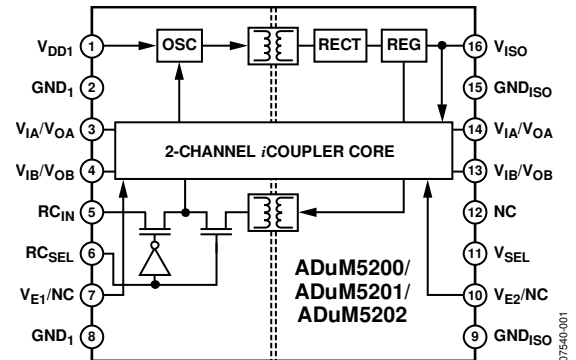 VDD1 1 OSC RECT REG 16 VISO
GND1 2 15 GNDISO
VIA/VOA 3 14 VIA/VOA
2-CHANNEL iCOUPLER CORE
VIB/VOB 4 13 VIB/VOB
RCIN 5 12 NC
RCSEL 6 11 VSEL
ADuM5200/
ADuM5201/
ADuM5202
VE1/NC 7 10 VE2/NC
GND1 8 9 GNDISO
07540-001